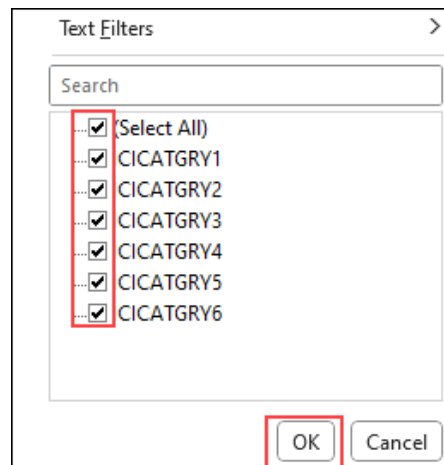 Text Filters
Search
(Select All)
CICATGRY1
CICATGRY2
CICATGRY3
CICATGRY4
CICATGRY5
CICATGRY6
OK Cancel